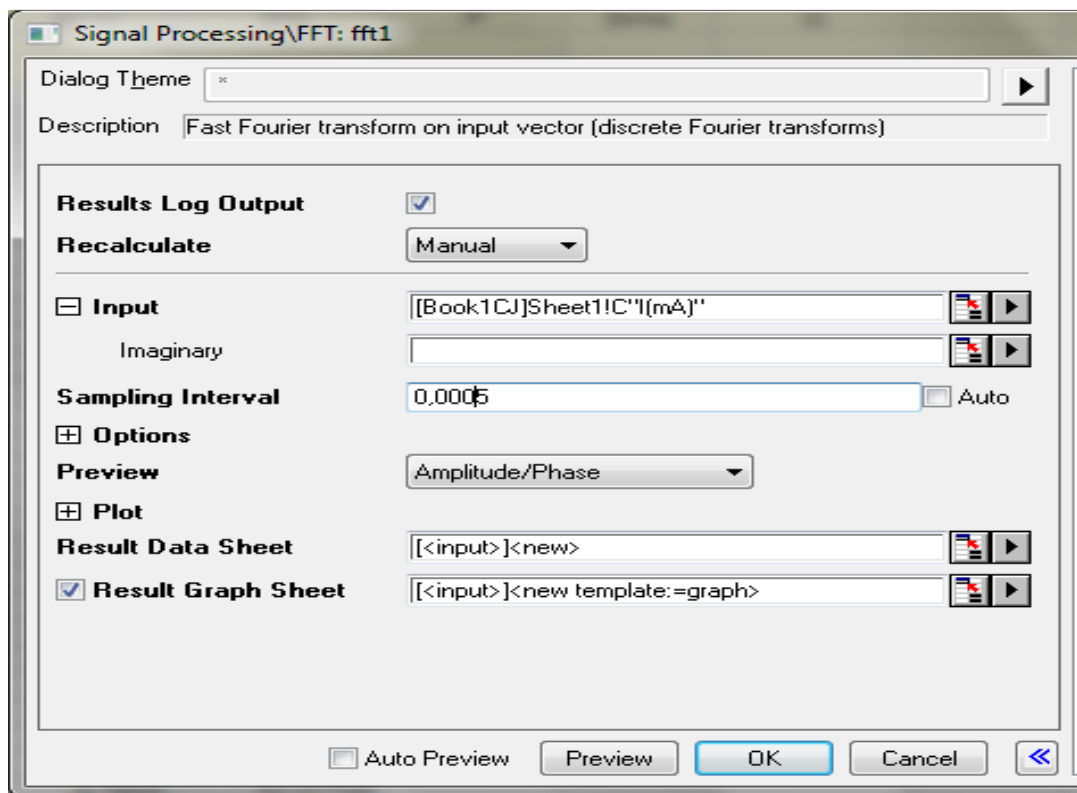 Signal Processing\FFT: fft1
Dialog Theme *
Description Fast Fourier transform on input vector (discrete Fourier transforms)
Results Log Output
Recalculate Manual
Input [Book1CJ]Sheet1!C"I(mA)"
Imaginary
Sampling Interval 0,0005 Auto
Options
Preview Amplitude/Phase
Plot
Result Data Sheet [<input>]<new>
Result Graph Sheet [<input>]<new template:=graph>
Auto Preview Preview OK Cancel